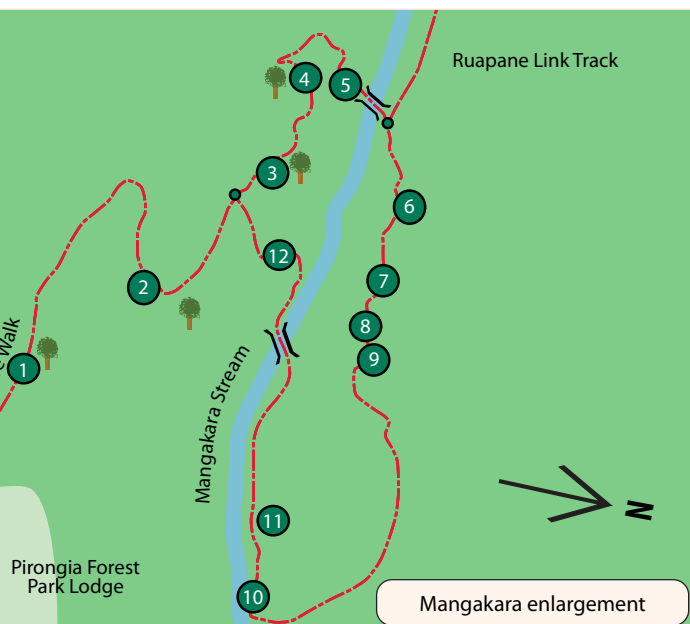 Ruapane Link Track
4
5
3
6
12
7
2
8
9
1
e Walk
Mangakara Stream
11
N
10
Pirongia Forest
Park Lodge
Mangakara enlargement